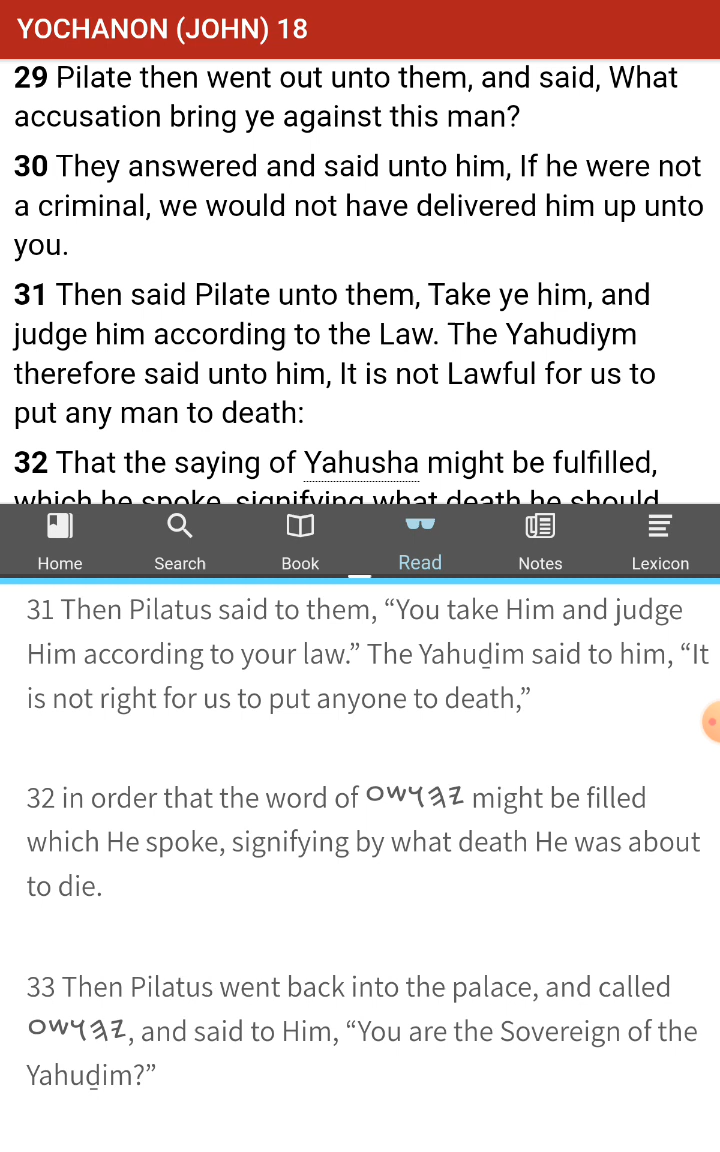 YOCHANON (JOHN) 18
29 Pilate then went out unto them, and said, What
accusation bring ye against this man?
30 They answered and said unto him, If he were not
a criminal, we would not have delivered him up unto
you.
31 Then said Pilate unto them, Take ye him, and
judge him according to the Law. The Yahudiym
therefore said unto him, It is not Lawful for us to
put any man to death:
32 That the saying of Yahusha might be fulfilled,
which he spoke, signifying what death he should
Home Search Book Read Notes Lexicon
31 Then Pilatus said to them, “You take Him and judge
Him according to your law.” The Yahuḏim said to him, “It
is not right for us to put anyone to death,”
32 in order that the word of 𐤉𐤄𐤅𐤔𐤏 might be filled
which He spoke, signifying by what death He was about
to die.
33 Then Pilatus went back into the palace, and called
𐤉𐤄𐤅𐤔𐤏, and said to Him, “You are the Sovereign of the
Yahuḏim?”